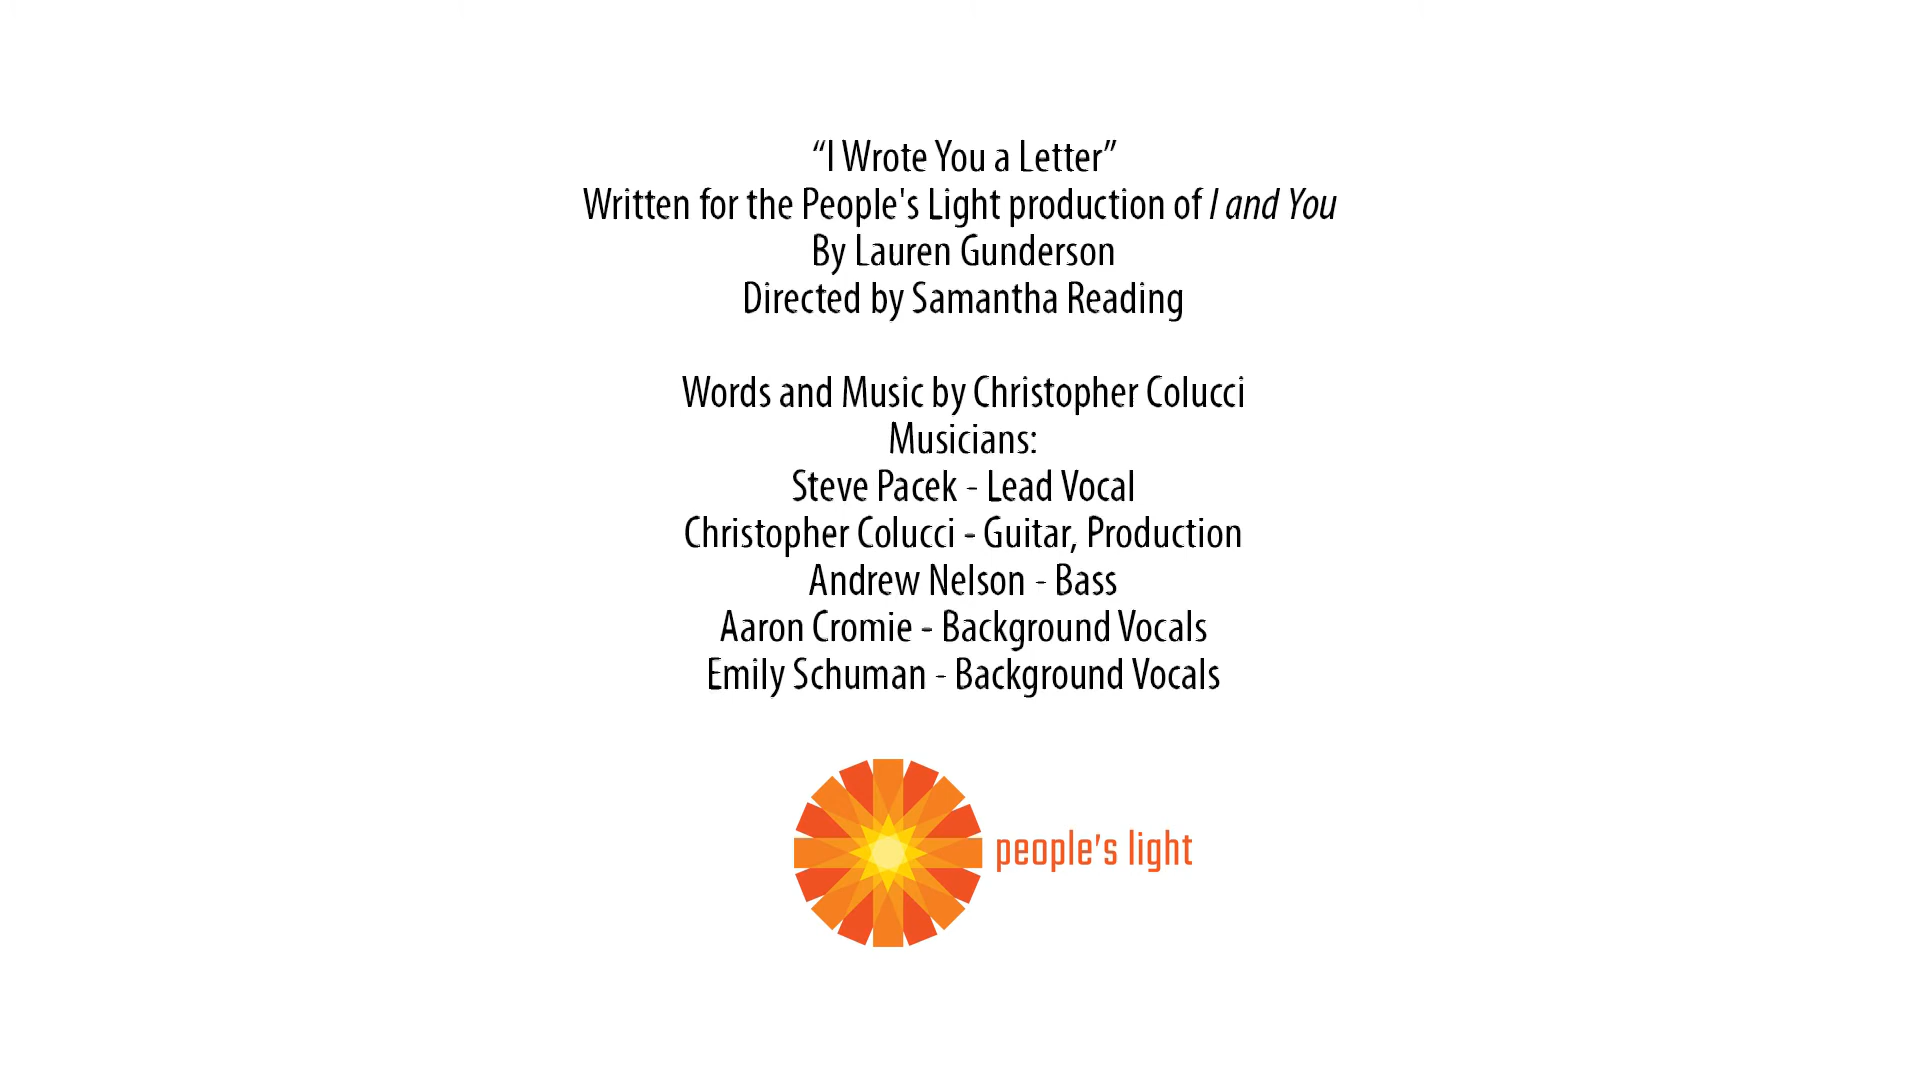 “I Wrote You a Letter”
Written for the People's Light production of I and You
By Lauren Gunderson
Directed by Samantha Reading
Words and Music by Christopher Colucci
Musicians:
Steve Pacek - Lead Vocal
Christopher Colucci - Guitar, Production
Andrew Nelson - Bass
Aaron Cromie - Background Vocals
Emily Schuman - Background Vocals
people's light